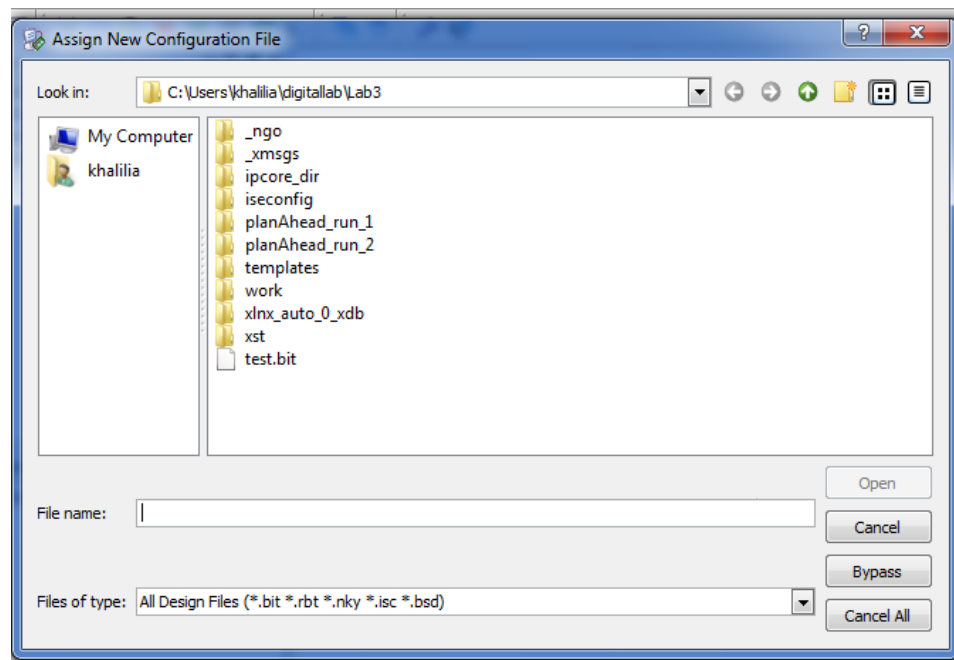 Assign New Configuration File
Look in:
C:\Users\khalilia\digitallab\Lab3
My Computer
khalilia
_ngo
_xmsgs
ipcore_dir
iseconfig
planAhead_run_1
planAhead_run_2
templates
work
xlnx_auto_0_xdb
xst
test.bit
Open
File name:
Cancel
Bypass
Files of type: All Design Files (*.bit *.rbt *.nky *.isc *.bsd)
Cancel All